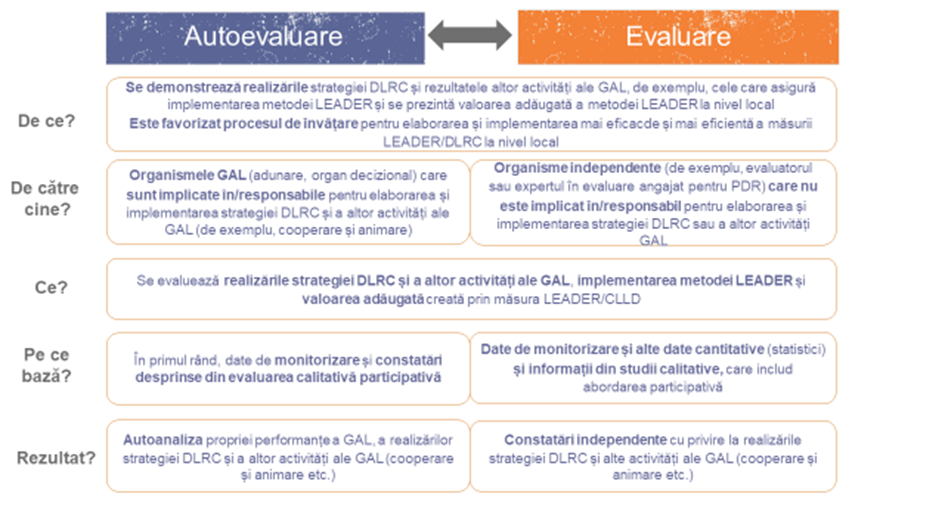 Autoevaluare
Evaluare
De ce?
Se demonstrează realizările strategiei DLRC și rezultatele altor activități ale GAL, de exemplu, cele care asigură
implementarea metodei LEADER și se prezintă valoarea adăugată a metodei LEADER la nivel local
Este favorizat procesul de învățare pentru elaborarea și implementarea mai eficacde și mai eficientă a măsurii
LEADER/DLRC la nivel local
De către
cine?
Organismele GAL (adunare, organ decizional) care
sunt implicate în/responsabile pentru elaborarea și
implementarea strategiei DLRC și a altor activități ale
GAL (de exemplu, cooperare și animare)
Organisme independente (de exemplu, evaluatorul
sau expertul în evaluare angajat pentru PDR) care nu
este implicat în/responsabil pentru elaborarea și
implementarea strategiei DLRC sau a altor activități
GAL
Ce?
Se evaluează realizările strategiei DLRC și a altor activități ale GAL, implementarea metodei LEADER și
valoarea adăugată creată prin măsura LEADER/CLLD
Pe ce
bază?
În primul rând, date de monitorizare și constatări
desprinse din evaluarea calitativă participativă
Date de monitorizare și alte date cantitative (statistici)
și informații din studii calitative, care includ
abordarea participativă
Rezultat?
Autoanaliza propriei performanțe a GAL, a realizărilor
strategiei DLRC și a altor activități ale GAL (cooperare
și animare etc.)
Constatări independente cu privire la realizările
strategiei DLRC și alte activități ale GAL (cooperare și
animare etc.)